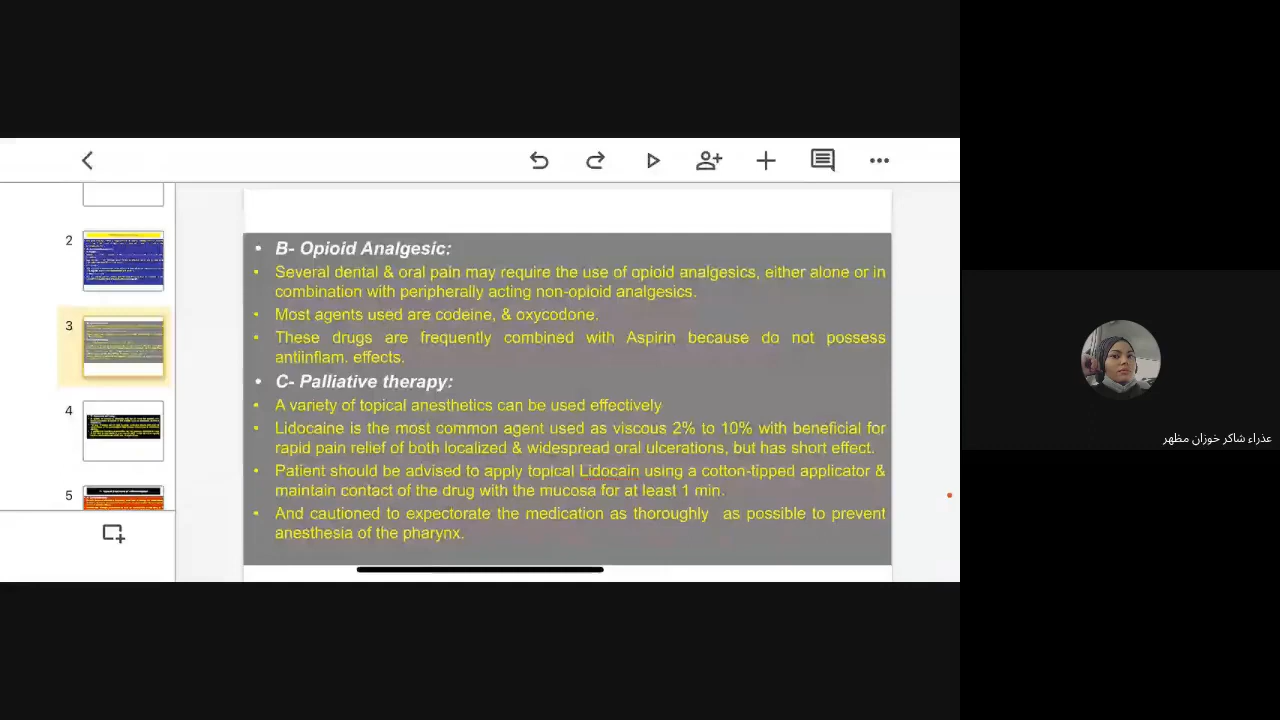 B- Opioid Analgesic:
Several dental & oral pain may require the use of opioid analgesics, either alone or in
combination with peripherally acting non-opioid analgesics.
Most agents used are codeine, & oxycodone.
These drugs are frequently combined with Aspirin because do not possess
antiinflam. effects.
C- Palliative therapy:
A variety of topical anesthetics can be used effectively
Lidocaine is the most common agent used as viscous 2% to 10% with beneficial for
rapid pain relief of both localized & widespread oral ulcerations, but has short effect.
Patient should be advised to apply topical Lidocain using a cotton-tipped applicator &
maintain contact of the drug with the mucosa for at least 1 min.
And cautioned to expectorate the medication as thoroughly as possible to prevent
anesthesia of the pharynx.
2
3
4
5
عذراء شاكر خوزان مظهر